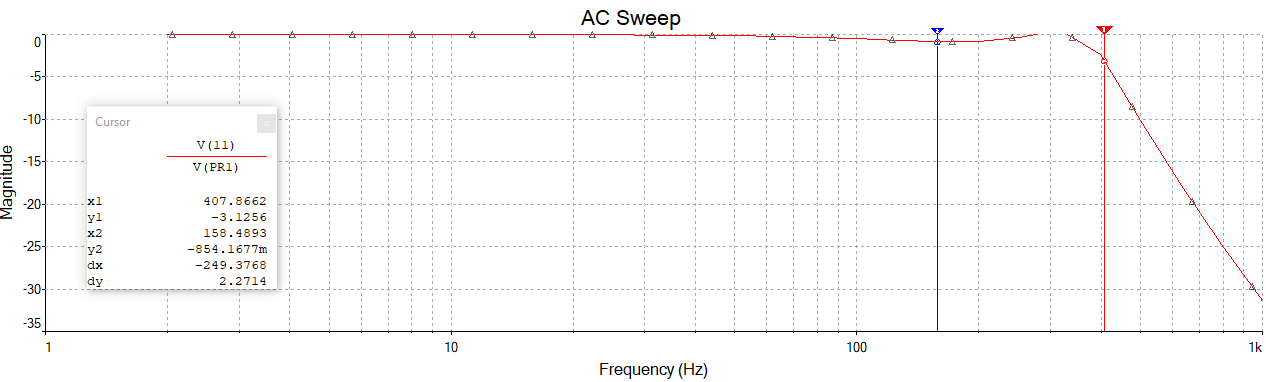 AC Sweep
0
-5
-10
-15
-20
-25
-30
-35
Magnitude
Cursor
V(11)
V(PR1)
x1 407.8662
y1 -3.1256
x2 158.4893
y2 -854.1677m
dx -249.3768
dy 2.2714
1 10 100 1k
Frequency (Hz)